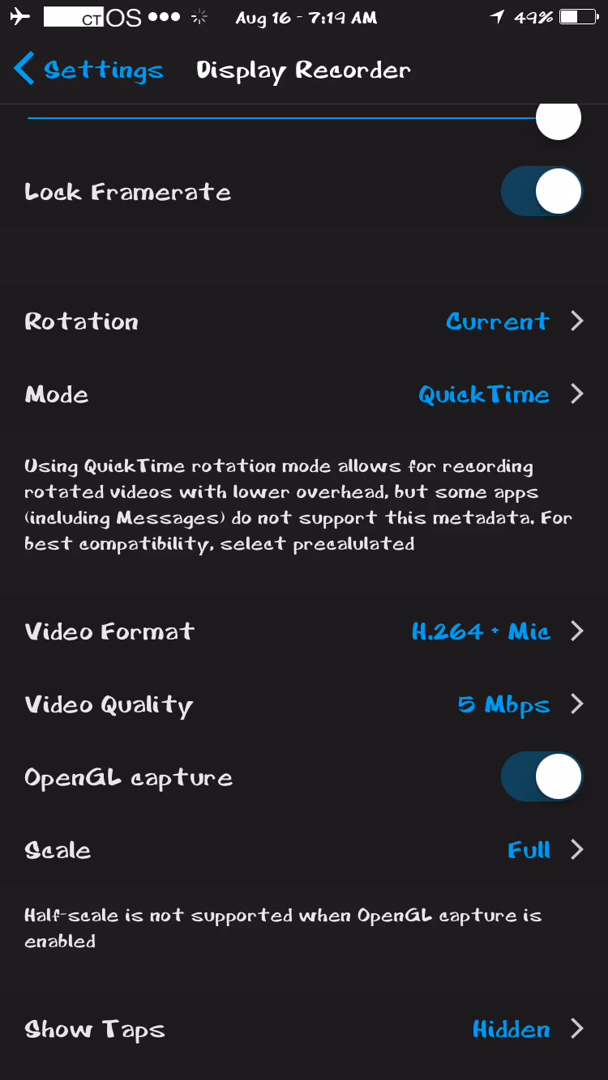 CTOS Aug 16 - 7:19 AM 49%
Settings Display Recorder
Lock Framerate
Rotation Current
Mode QuickTime
Using QuickTime rotation mode allows for recording
rotated videos with lower overhead, but some apps
(including Messages) do not support this metadata. For
best compatibility, select precalulated
Video Format H.264 + Mic
Video Quality 5 Mbps
OpenGL capture
Scale Full
Half-scale is not supported when OpenGL capture is
enabled
Show Taps Hidden